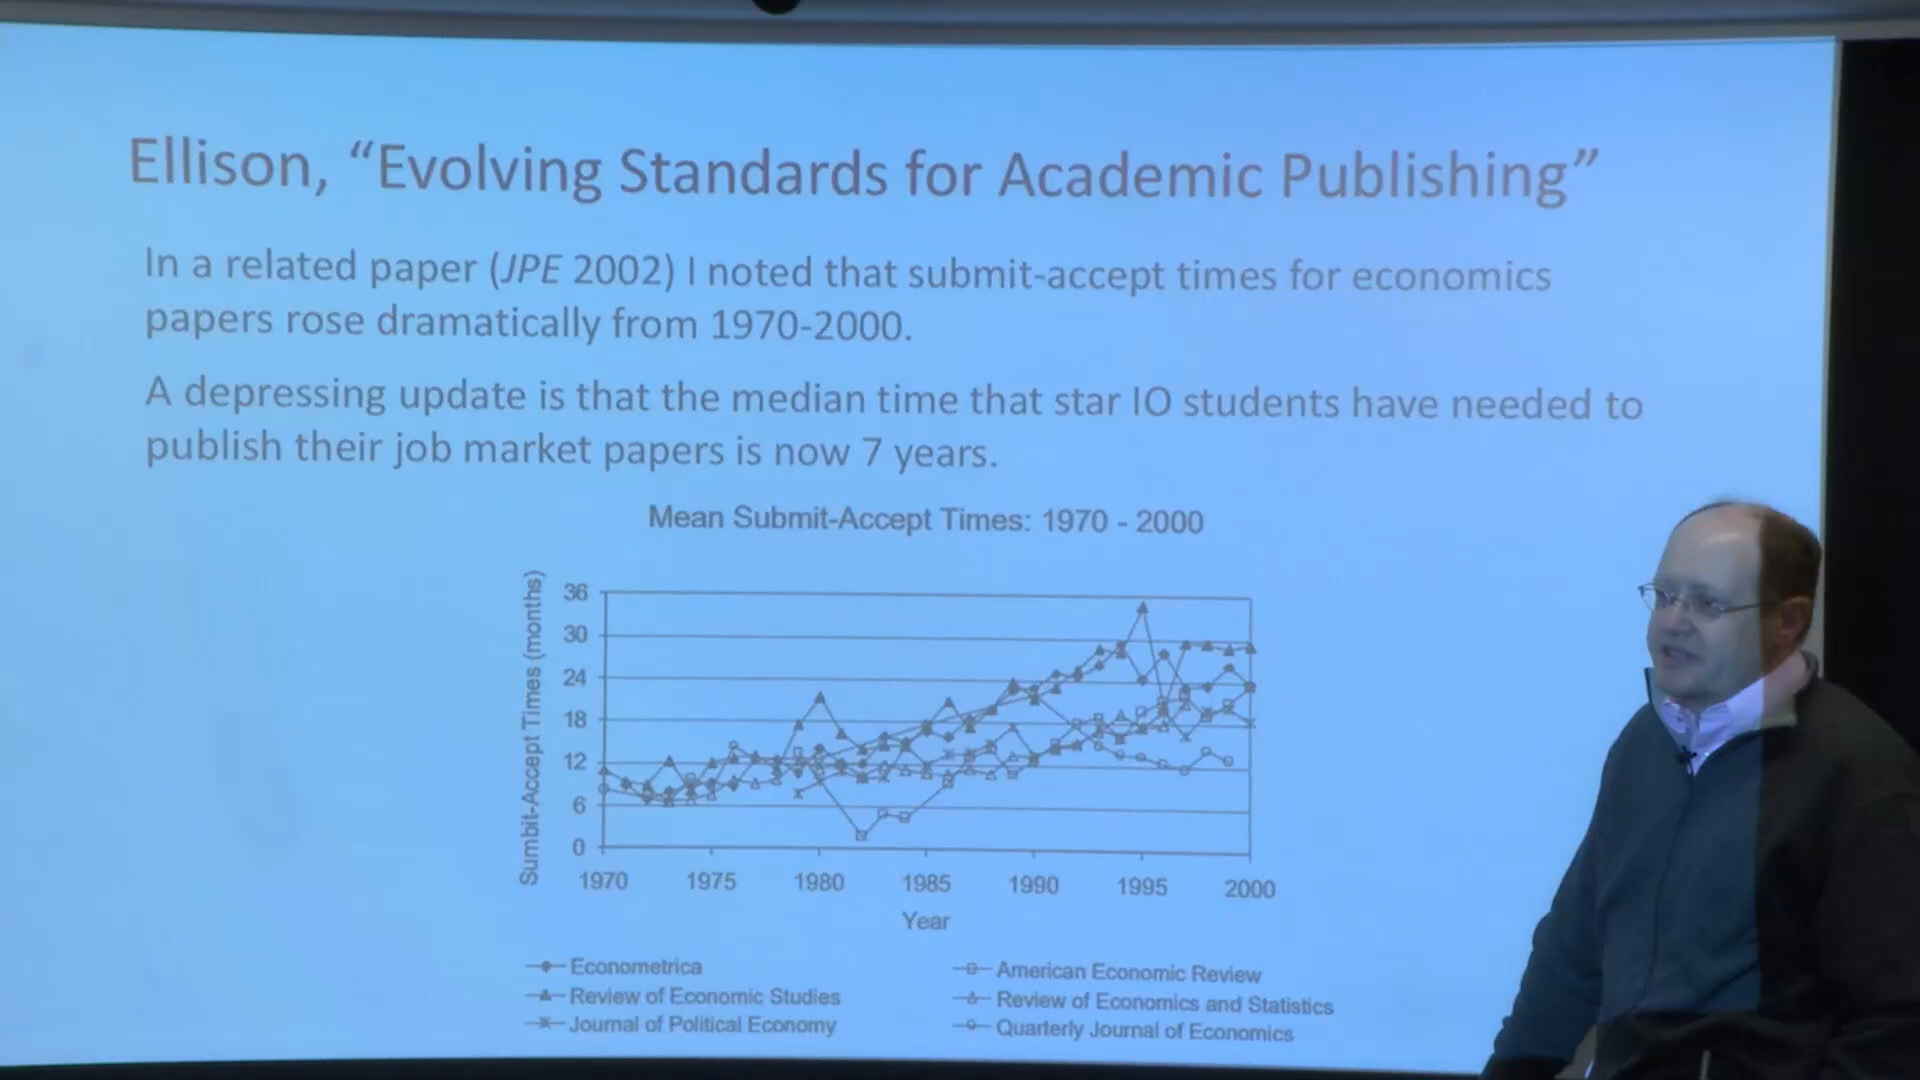 Ellison, “Evolving Standards for Academic Publishing”
In a related paper (JPE 2002) I noted that submit-accept times for economics
papers rose dramatically from 1970-2000.
A depressing update is that the median time that star IO students have needed to
publish their job market papers is now 7 years.
Mean Submit-Accept Times: 1970 - 2000
Sumbit-Accept Times (months)
36
30
24
18
12
6
0
1970 1975 1980 1985 1990 1995 2000
Year
Econometrica
American Economic Review
Review of Economic Studies
Review of Economics and Statistics
Journal of Political Economy
Quarterly Journal of Economics